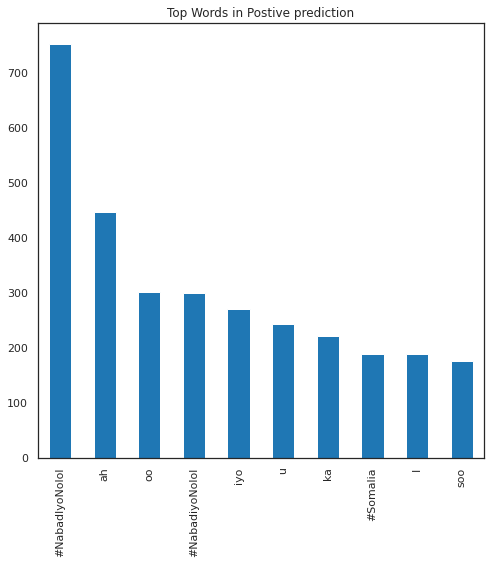 Top Words in Postive prediction
700
600
500
400
300
200
100
0
#NabadIyoNolol
ah
oo
#NabadiyoNolol
iyo
u
ka
#Somalia
I
soo